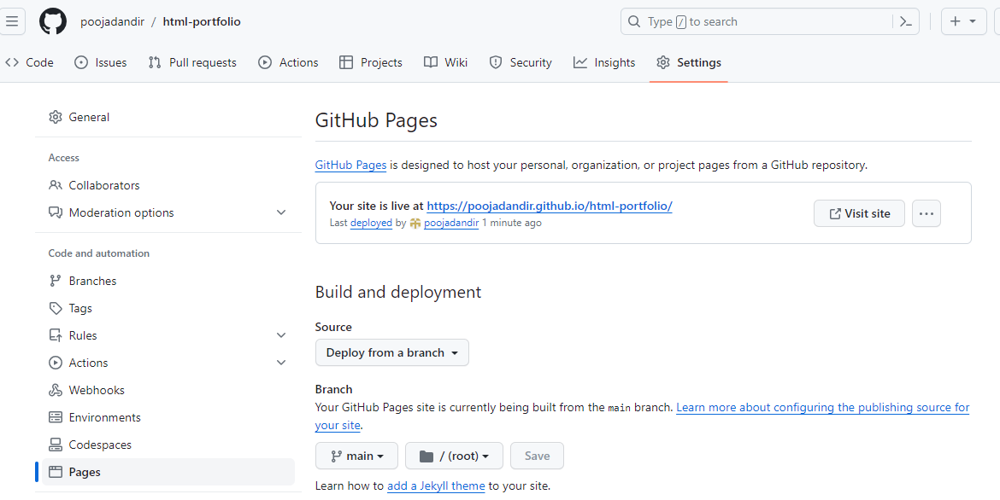 poojadandir / html-portfolio
Type / to search
Code Issues Pull requests Actions Projects Wiki Security Insights Settings
General
Access
Collaborators
Moderation options
Code and automation
Branches
Tags
Rules
Actions
Webhooks
Environments
Codespaces
Pages
GitHub Pages
GitHub Pages is designed to host your personal, organization, or project pages from a GitHub repository.
Your site is live at https://poojadandir.github.io/html-portfolio/
Last deployed by poojadandir 1 minute ago
Visit site
Build and deployment
Source
Deploy from a branch
Branch
Your GitHub Pages site is currently being built from the main branch. Learn more about configuring the publishing source for
your site.
main / (root) Save
Learn how to add a Jekyll theme to your site.